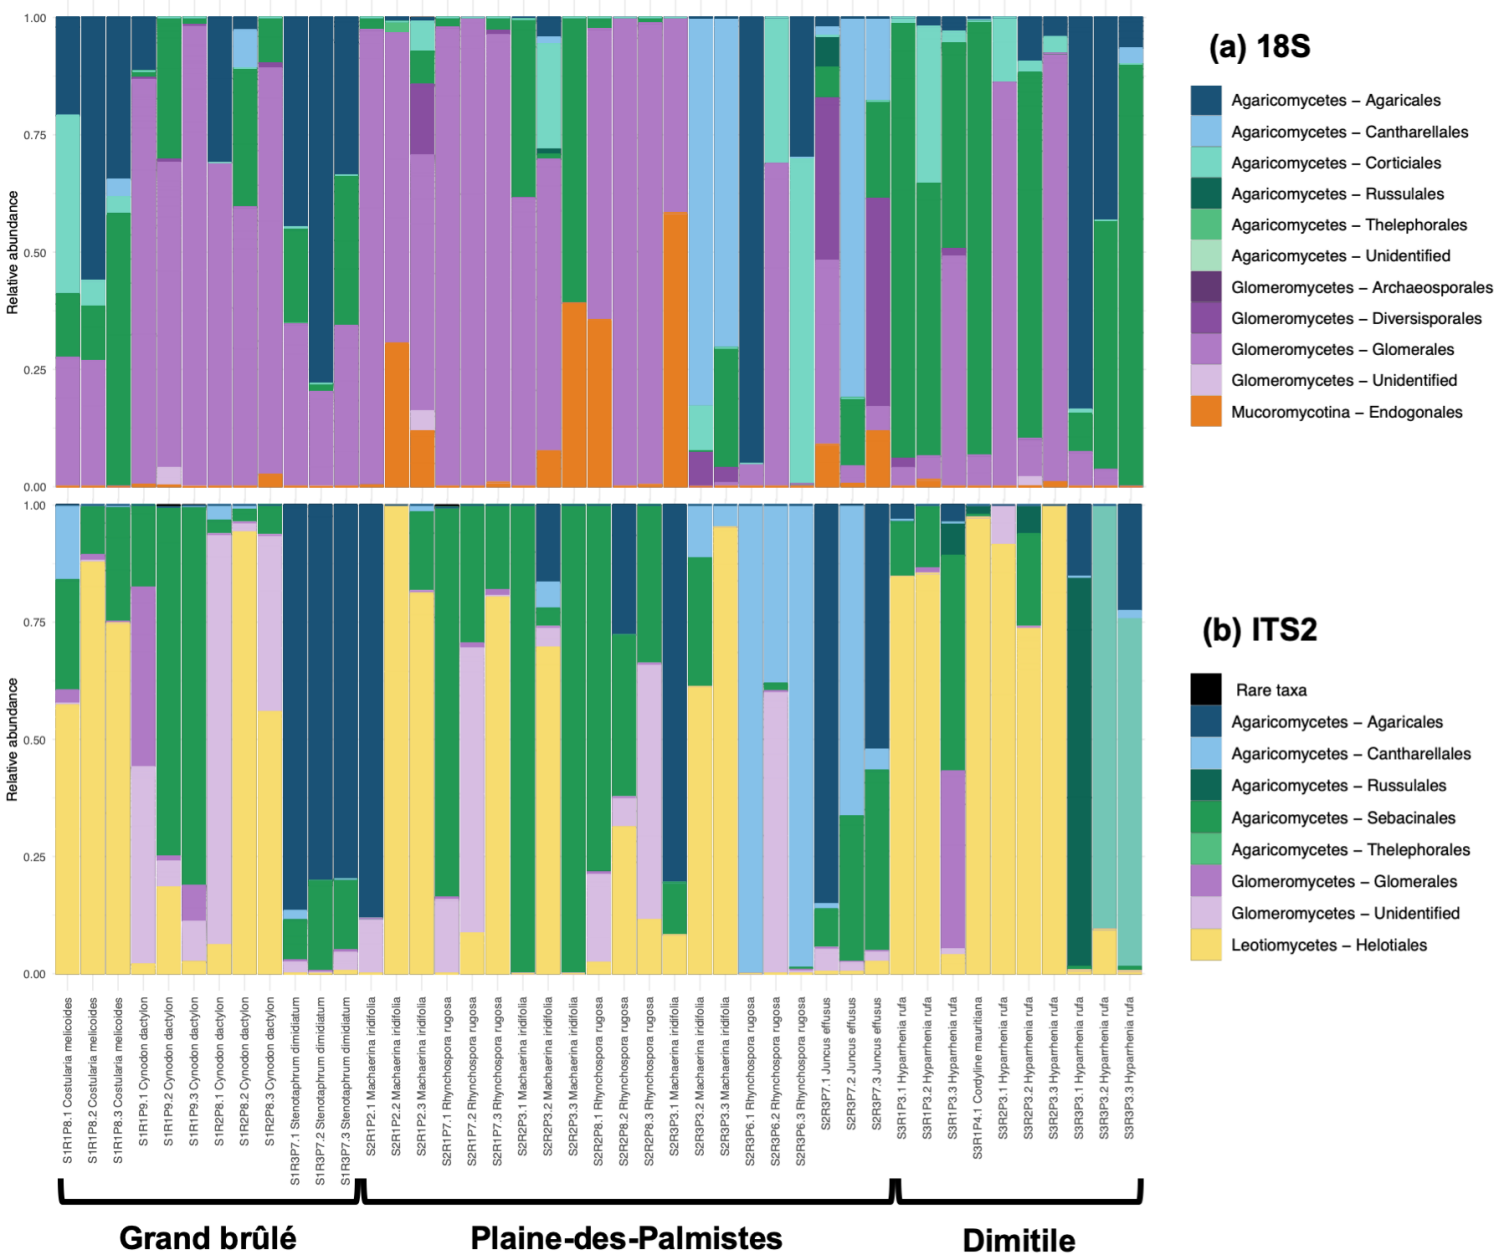 (a) 18S
1.00
0.75
0.50
0.25
0.00
Relative abundance
Agaricomycetes – Agaricales
Agaricomycetes – Cantharellales
Agaricomycetes – Corticiales
Agaricomycetes – Russulales
Agaricomycetes – Thelephorales
Agaricomycetes – Unidentified
Glomeromycetes – Archaeosporales
Glomeromycetes – Diversisporales
Glomeromycetes – Glomerales
Glomeromycetes – Unidentified
Mucoromycotina – Endogonales
(b) ITS2
1.00
0.75
0.50
0.25
0.00
Relative abundance
Rare taxa
Agaricomycetes – Agaricales
Agaricomycetes – Cantharellales
Agaricomycetes – Russulales
Agaricomycetes – Sebacinales
Agaricomycetes – Thelephorales
Glomeromycetes – Glomerales
Glomeromycetes – Unidentified
Leotiomycetes – Helotiales
S1R1P8.1 Costularia melicoides
S1R1P8.2 Costularia melicoides
S1R1P8.3 Costularia melicoides
S1R1P9.1 Cynodon dactylon
S1R1P9.2 Cynodon dactylon
S1R1P9.3 Cynodon dactylon
S1R2P8.1 Cynodon dactylon
S1R2P8.2 Cynodon dactylon
S1R2P8.3 Cynodon dactylon
S1R3P7.1 Stenotaphrum dimidiatum
S1R3P7.2 Stenotaphrum dimidiatum
S1R3P7.3 Stenotaphrum dimidiatum
S2R1P2.1 Machaerina iridifolia
S2R1P2.2 Machaerina iridifolia
S2R1P2.3 Machaerina iridifolia
S2R1P7.1 Rhynchospora rugosa
S2R1P7.2 Rhynchospora rugosa
S2R1P7.3 Rhynchospora rugosa
S2R2P3.1 Machaerina iridifolia
S2R2P3.2 Machaerina iridifolia
S2R2P3.3 Machaerina iridifolia
S2R2P8.1 Rhynchospora rugosa
S2R2P8.2 Rhynchospora rugosa
S2R2P8.3 Rhynchospora rugosa
S2R3P3.1 Machaerina iridifolia
S2R3P3.2 Machaerina iridifolia
S2R3P3.3 Machaerina iridifolia
S2R3P6.1 Rhynchospora rugosa
S2R3P6.2 Rhynchospora rugosa
S2R3P6.3 Rhynchospora rugosa
S2R3P7.1 Juncus effusus
S2R3P7.2 Juncus effusus
S2R3P7.3 Juncus effusus
S3R1P3.1 Hyparrhenia rufa
S3R1P3.2 Hyparrhenia rufa
S3R1P3.3 Hyparrhenia rufa
S3R1P4.1 Cordyline mauritiana
S3R2P3.1 Hyparrhenia rufa
S3R2P3.2 Hyparrhenia rufa
S3R2P3.3 Hyparrhenia rufa
S3R3P3.1 Hyparrhenia rufa
S3R3P3.2 Hyparrhenia rufa
S3R3P3.3 Hyparrhenia rufa
Grand brûlé
Plaine-des-Palmistes
Dimitile